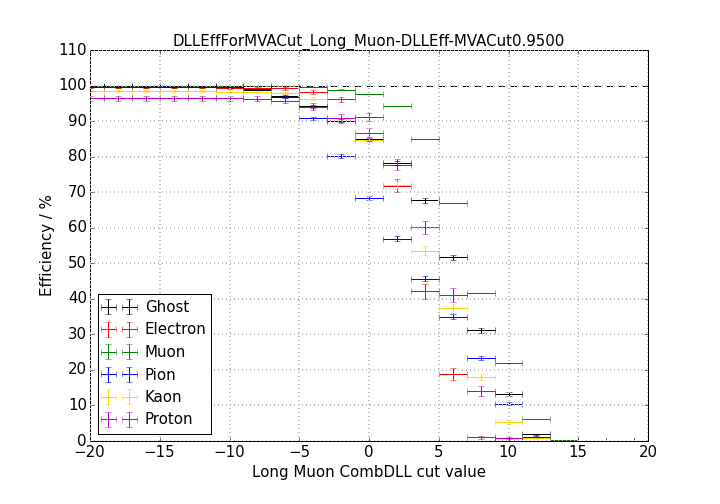 DLLEffForMVACut_Long_Muon-DLLEff-MVACut0.9500
110
100
90
80
70
60
50
40
30
20
10
0
Efficiency / %
Ghost
Electron
Muon
Pion
Kaon
Proton
−20 −15 −10 −5 0 5 10 15 20
Long Muon CombDLL cut value